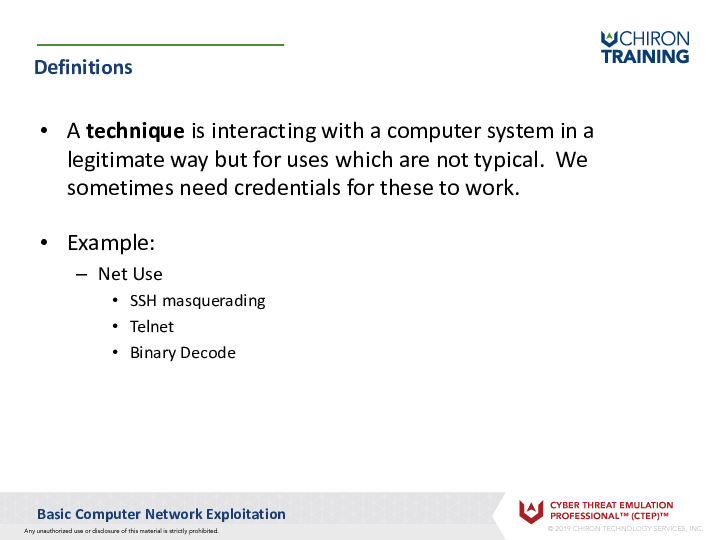 CHIRON
TRAINING
Definitions
• A technique is interacting with a computer system in a
legitimate way but for uses which are not typical.  We
sometimes need credentials for these to work.
• Example:
– Net Use
• SSH masquerading
• Telnet
• Binary Decode
Basic Computer Network Exploitation
Any unauthorized use or disclosure of this material is strictly prohibited.
CYBER THREAT EMULATION
PROFESSIONAL™ (CTEP)™
© 2019 CHIRON TECHNOLOGY SERVICES, INC.